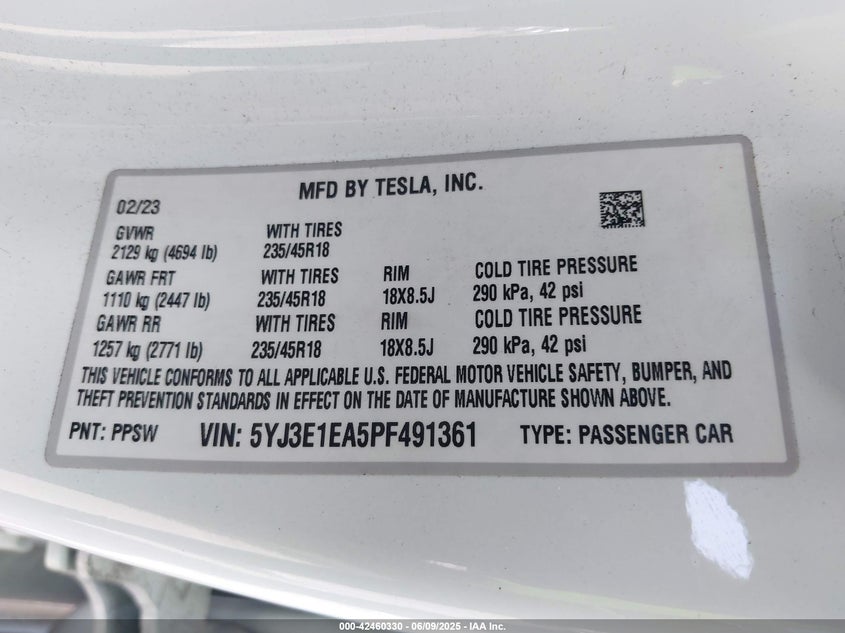 MFD BY TESLA, INC.
02/23
GVWR WITH TIRES
2129 kg (4694 lb) 235/45R18
GAWR FRT WITH TIRES RIM COLD TIRE PRESSURE
1110 kg (2447 lb) 235/45R18 18X8.5J 290 kPa, 42 psi
GAWR RR WITH TIRES RIM COLD TIRE PRESSURE
1257 kg (2771 lb) 235/45R18 18X8.5J 290 kPa, 42 psi
THIS VEHICLE CONFORMS TO ALL APPLICABLE U.S. FEDERAL MOTOR VEHICLE SAFETY, BUMPER, AND
THEFT PREVENTION STANDARDS IN EFFECT ON THE DATE OF MANUFACTURE SHOWN ABOVE.
PNT: PPSW VIN: 5YJ3E1EA5PF491361 TYPE: PASSENGER CAR
000-42460330 - 06/09/2025 - IAA Inc.